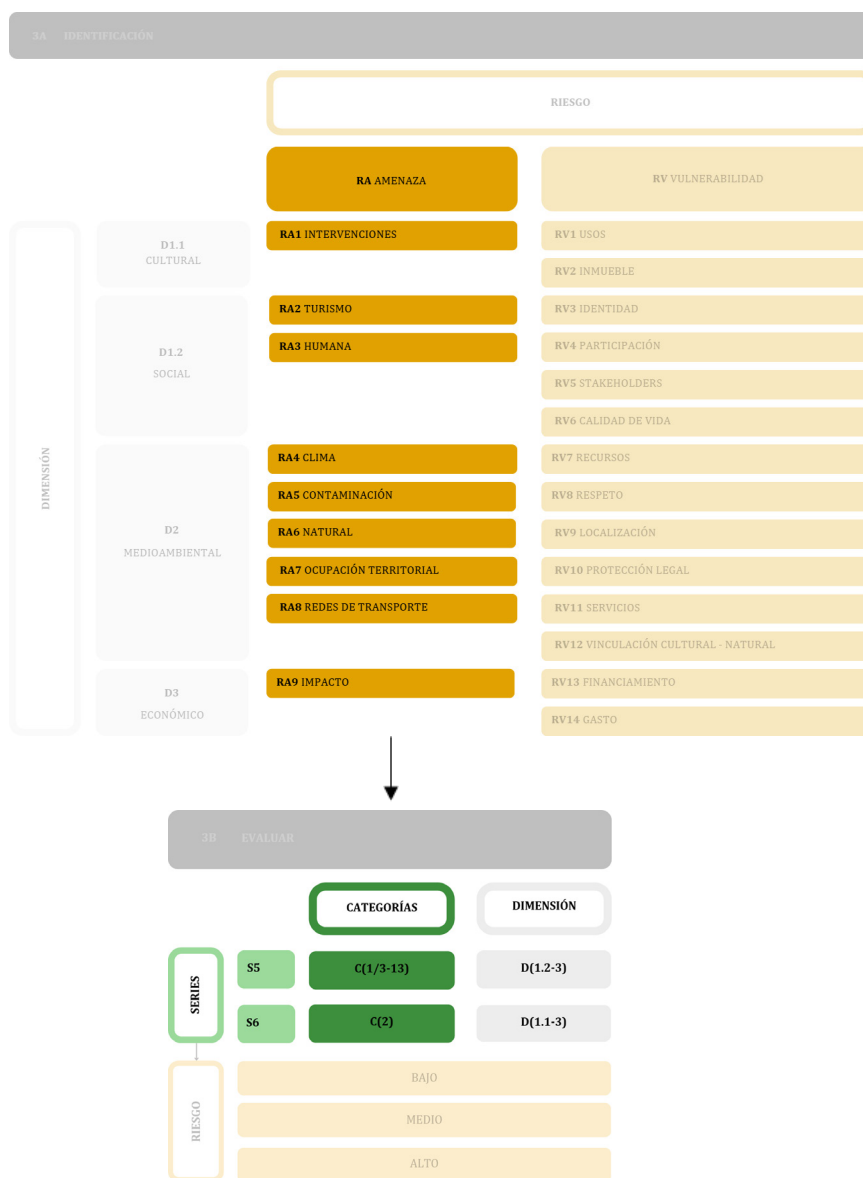 3A IDENTIFICACIÓN
RIESGO
RA AMENAZA
RV VULNERABILIDAD
DIMENSIÓN
D1.1
CULTURAL
RA1 INTERVENCIONES
RV1 USOS
RV2 INMUEBLE
D1.2
SOCIAL
RA2 TURISMO
RV3 IDENTIDAD
RA3 HUMANA
RV4 PARTICIPACIÓN
RV5 STAKEHOLDERS
RV6 CALIDAD DE VIDA
D2
MEDIOAMBIENTAL
RA4 CLIMA
RV7 RECURSOS
RA5 CONTAMINACIÓN
RV8 RESPETO
RA6 NATURAL
RV9 LOCALIZACIÓN
RA7 OCUPACIÓN TERRITORIAL
RV10 PROTECCIÓN LEGAL
RA8 REDES DE TRANSPORTE
RV11 SERVICIOS
RV12 VINCULACIÓN CULTURAL - NATURAL
D3
ECONÓMICO
RA9 IMPACTO
RV13 FINANCIAMIENTO
RV14 GASTO
3B EVALUAR
CATEGORÍAS
DIMENSIÓN
SERIES
S5
C(1/3-13)
D(1.2-3)
S6
C(2)
D(1.1-3)
RIESGO
BAJO
MEDIO
ALTO